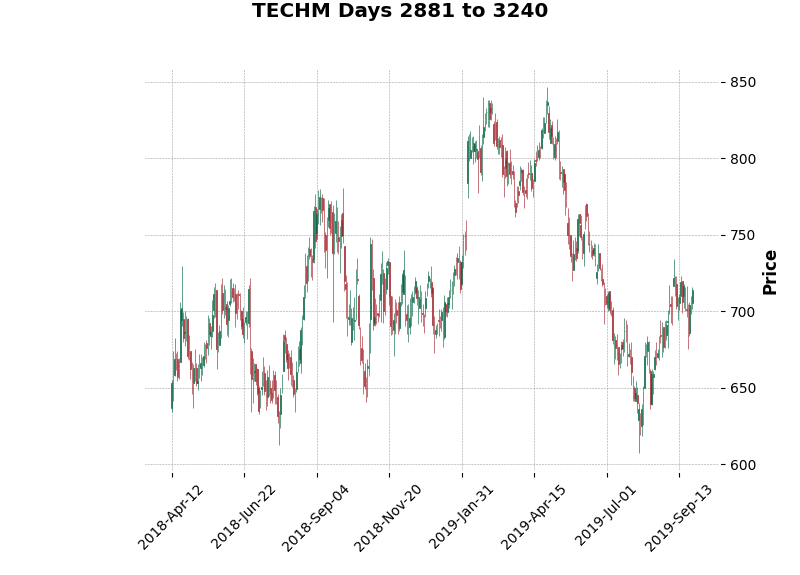 TECHM Days 2881 to 3240
850
800
750
700
650
600
Price
2018-Apr-12
2018-Jun-22
2018-Sep-04
2018-Nov-20
2019-Jan-31
2019-Apr-15
2019-Jul-01
2019-Sep-13